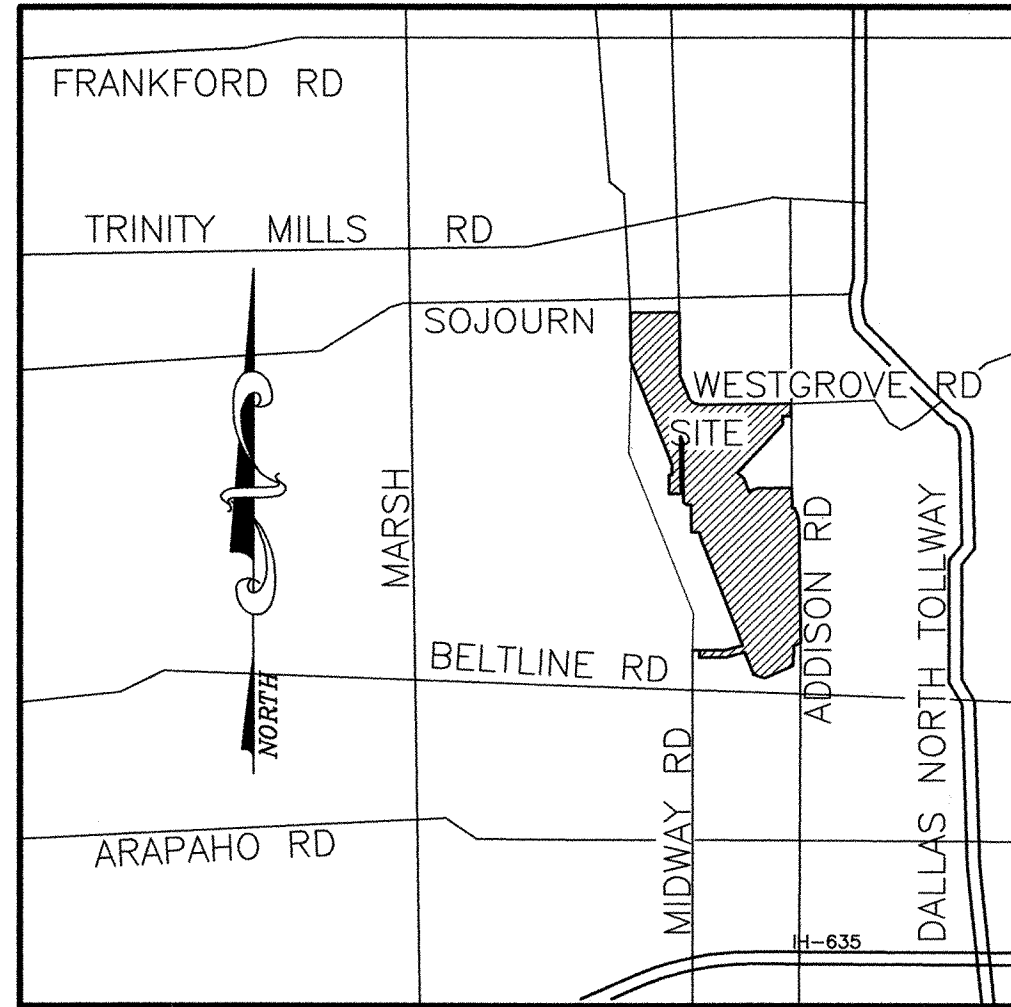 FRANKFORD RD
TRINITY MILLS RD
SOJOURN
WESTGROVE RD
SITE
MARSH
ADDISON RD
DALLAS NORTH TOLLWAY
BELTLINE RD
NORTH
MIDWAY RD
ARAPAHO RD
IH-635